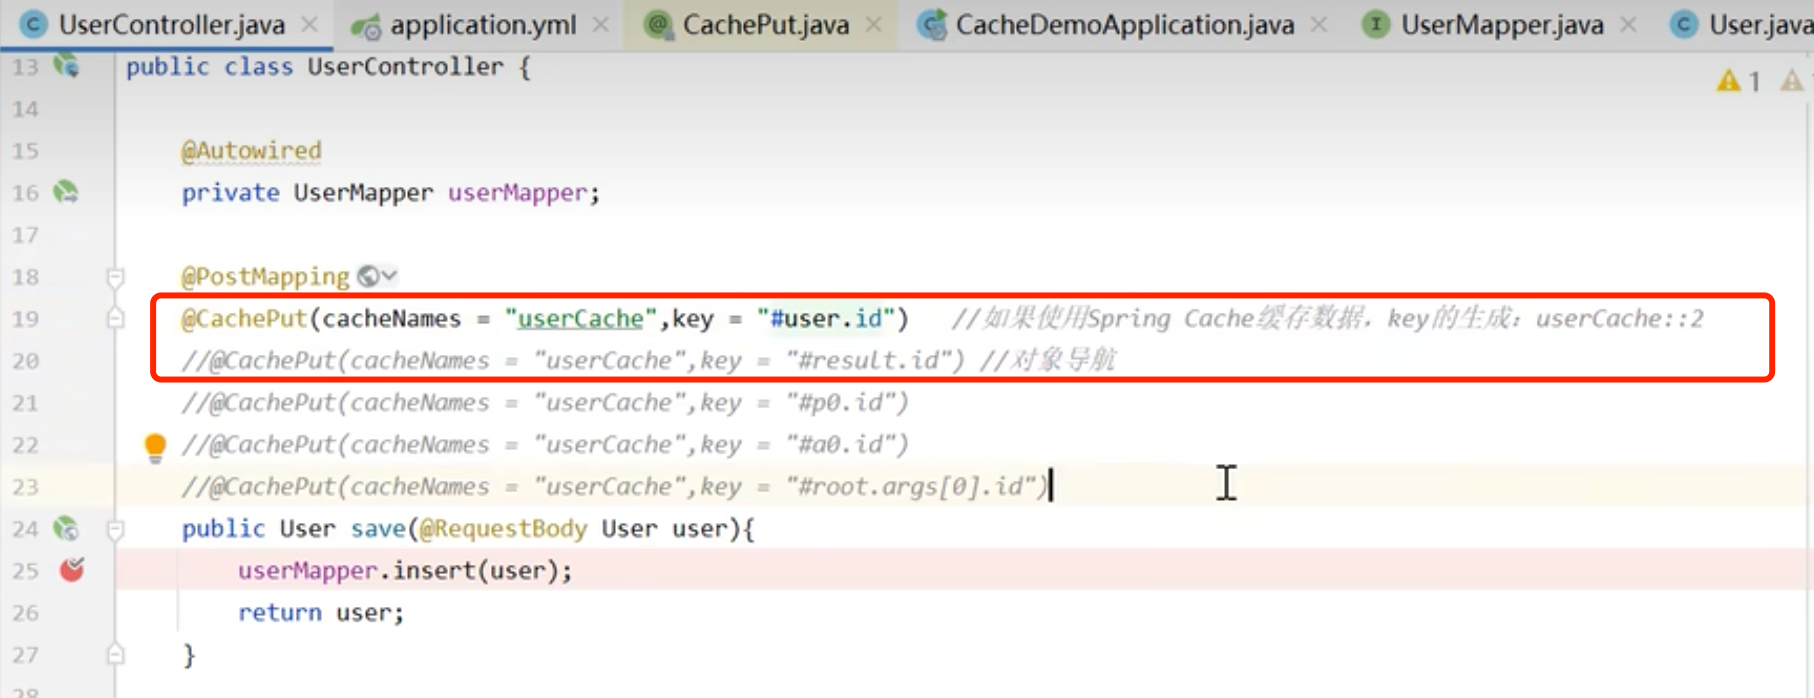 UserController.java application.yml CachePut.java CacheDemoApplication.java UserMapper.java User.java
13 public class UserController {
1
14
15 @Autowired
16 private UserMapper userMapper;
17
18 @PostMapping
19 @CachePut(cacheNames = "userCache",key = "#user.id") //如果使用Spring Cache缓存数据，key的生成：userCache::2
20 //@CachePut(cacheNames = "userCache",key = "#result.id") //对象导航
21 //@CachePut(cacheNames = "userCache",key = "#p0.id")
22 //@CachePut(cacheNames = "userCache",key = "#a0.id")
23 //@CachePut(cacheNames = "userCache",key = "#root.args[0].id")
24 public User save(@RequestBody User user){
25 userMapper.insert(user);
26 return user;
27 }
28